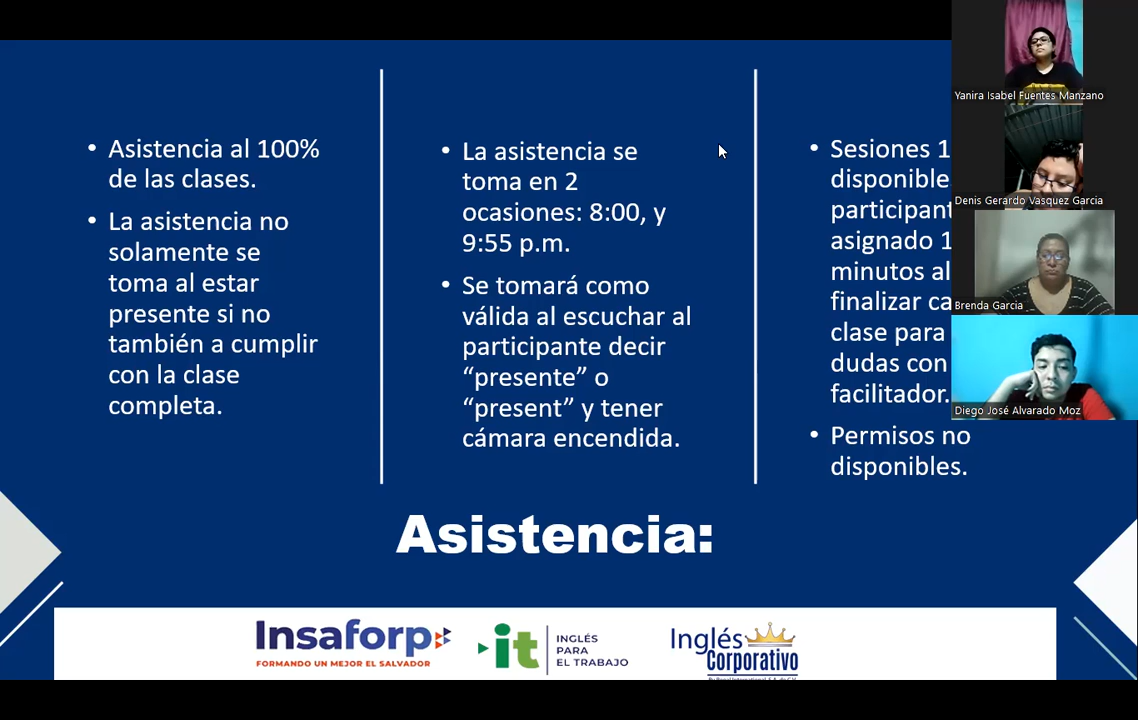 • Asistencia al 100%
de las clases.
• La asistencia no
solamente se
toma al estar
presente si no
también a cumplir
con la clase
completa.
• La asistencia se
toma en 2
ocasiones: 8:00, y
9:55 p.m.
• Se tomará como
válida al escuchar al
participante decir
“presente” o
“present” y tener
cámara encendida.
• Sesiones 1
disponible
participant
asignado 1
minutos al
finalizar ca
clase para
dudas con
facilitador.
• Permisos no
disponibles.
Asistencia:
Yanira Isabel Fuentes Manzano
Denis Gerardo Vasquez Garcia
Brenda Garcia
Diego José Alvarado Moz
Insaforp
FORMANDO UN MEJOR EL SALVADOR
it
INGLÉS
PARA
EL TRABAJO
Inglés
Corporativo